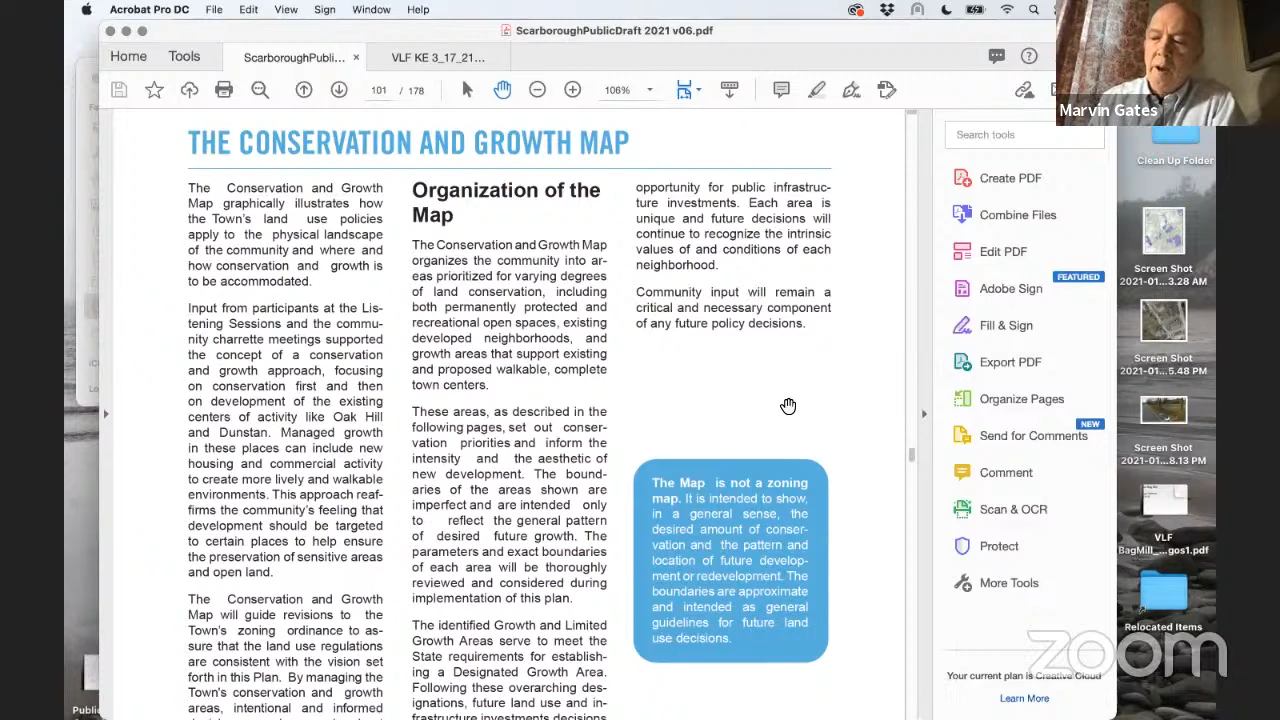 Acrobat Pro DC File Edit View Sign Window Help
ScarboroughPublicDraft 2021 v06.pdf
Home Tools ScarboroughPubli... × VLF KE 3_17_21...
101 / 178 106%
Marvin Gates
THE CONSERVATION AND GROWTH MAP
The Conservation and Growth
Map graphically illustrates how
the Town's land use policies
apply to the physical landscape
of the community and where and
how conservation and growth is
to be accommodated.
Input from participants at the Lis-
tening Sessions and the commu-
nity charrette meetings supported
the concept of a conservation
and growth approach, focusing
on conservation first and then
on development of the existing
centers of activity like Oak Hill
and Dunstan. Managed growth
in these places can include new
housing and commercial activity
to create more lively and walkable
environments. This approach reaf-
firms the community's feeling that
development should be targeted
to certain places to help ensure
the preservation of sensitive areas
and open land.
The Conservation and Growth
Map will guide revisions to the
Town's zoning ordinance to as-
sure that the land use regulations
are consistent with the vision set
forth in this Plan. By managing the
Town's conservation and growth
areas, intentional and informed
Organization of the
Map
The Conservation and Growth Map
organizes the community into ar-
eas prioritized for varying degrees
of land conservation, including
both permanently protected and
recreational open spaces, existing
developed neighborhoods, and
growth areas that support existing
and proposed walkable, complete
town centers.
These areas, as described in the
following pages, set out conser-
vation priorities and inform the
intensity and the aesthetic of
new development. The bound-
aries of the areas shown are
imperfect and are intended only
to reflect the general pattern
of desired future growth. The
parameters and exact boundaries
of each area will be thoroughly
reviewed and considered during
implementation of this plan.
The Identified Growth and Limited
Growth Areas serve to meet the
State requirements for establish-
ing a Designated Growth Area.
Following these overarching des-
ignations, future land use and in-
frastructure investments decisions
opportunity for public infrastruc-
ture investments. Each area is
unique and future decisions will
continue to recognize the intrinsic
values of and conditions of each
neighborhood.
Community input will remain a
critical and necessary component
of any future policy decisions.
The Map is not a zoning
map. It is intended to show,
in a general sense, the
desired amount of conser-
vation and the pattern and
location of future develop-
ment or redevelopment. The
boundaries are approximate
and intended as general
guidelines for future land
use decisions.
Search tools
Create PDF
Combine Files
Edit PDF
FEATURED
Adobe Sign
Fill & Sign
Export PDF
Organize Pages
NEW
Send for Comments
Comment
Scan & OCR
Protect
More Tools
Your current plan is Creative Cloud
Learn More
Clean Up Folder
Screen Shot
2021-01...3.28 AM
Screen Shot
2021-01...5.48 PM
Screen Shot
2021-01...8.13 PM
VLF
BagMill_...gos1.pdf
Relocated Items
zoom
Public